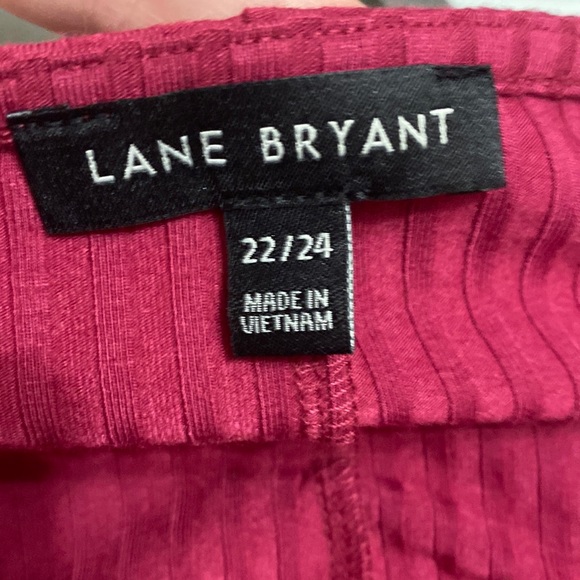 LANE BRYANT
22/24
MADE IN
VIETNAM